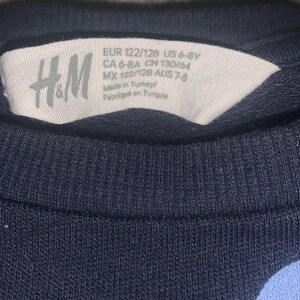 H&M
EUR 122/128 US 6-8Y
CA 6-8A CN 130/64
MX 122/128 AUS 7-8
Made in Turkey/
Fabriqué en Turquie